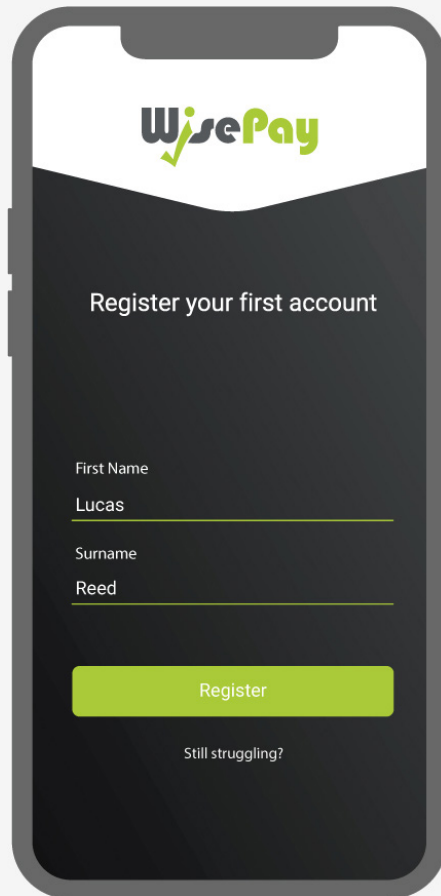 WisePay
Register your first account
First Name
Lucas
Surname
Reed
Register
Still struggling?